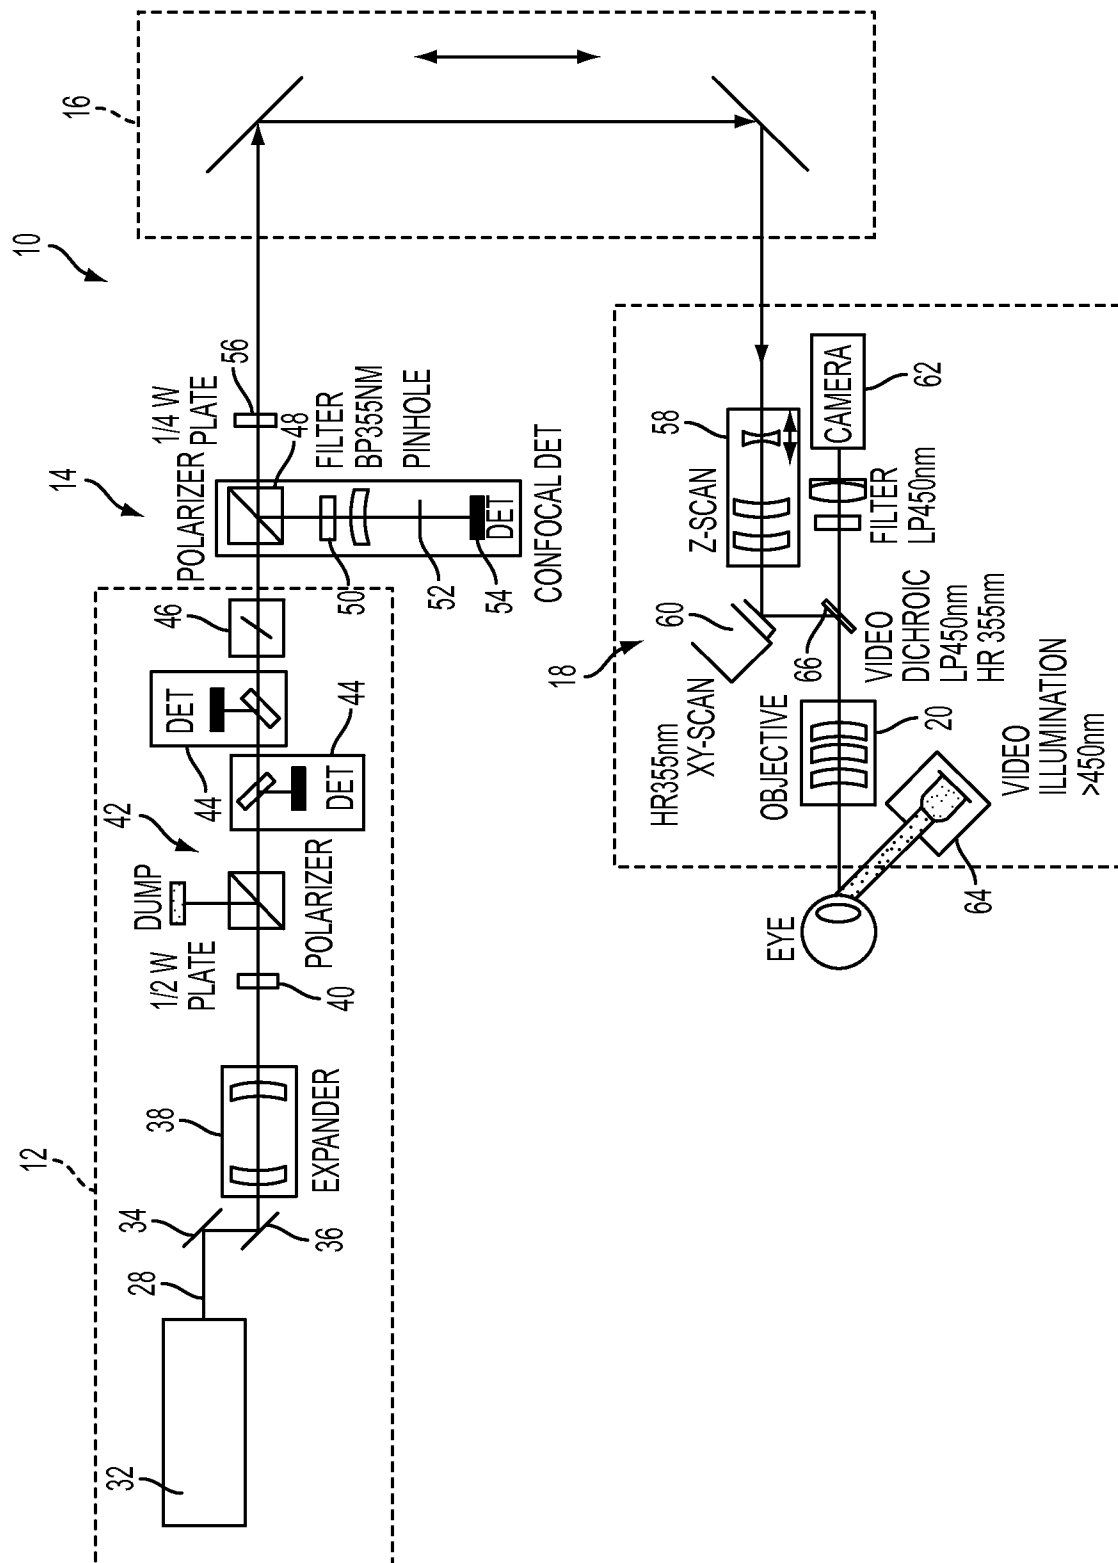 10
16
12
32
28
34
36
38
EXPANDER
1/2 W
PLATE
40
DUMP
42
POLARIZER
44
DET
44
DET
46
14
POLARIZER
1/4 W
PLATE
56
48
FILTER
BP355NM
PINHOLE
50
52
54
DET
CONFOCAL DET
18
58
Z-SCAN
HR355nm
XY-SCAN
60
CAMERA
62
FILTER
LP450nm
66
VIDEO
DICHROIC
LP450nm
HR 355nm
OBJECTIVE
20
VIDEO
ILLUMINATION
>450nm
64
EYE